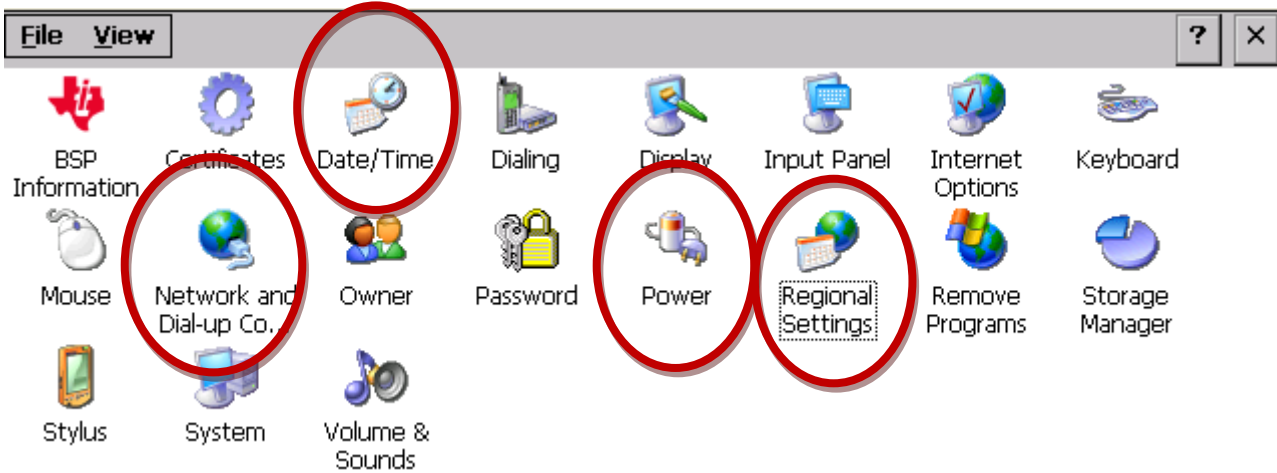 File View ? ×
BSP Information
Certificates
Date/Time
Dialing
Display
Input Panel
Internet Options
Keyboard
Mouse
Network and Dial-up Co...
Owner
Password
Power
Regional Settings
Remove Programs
Storage Manager
Stylus
System
Volume & Sounds